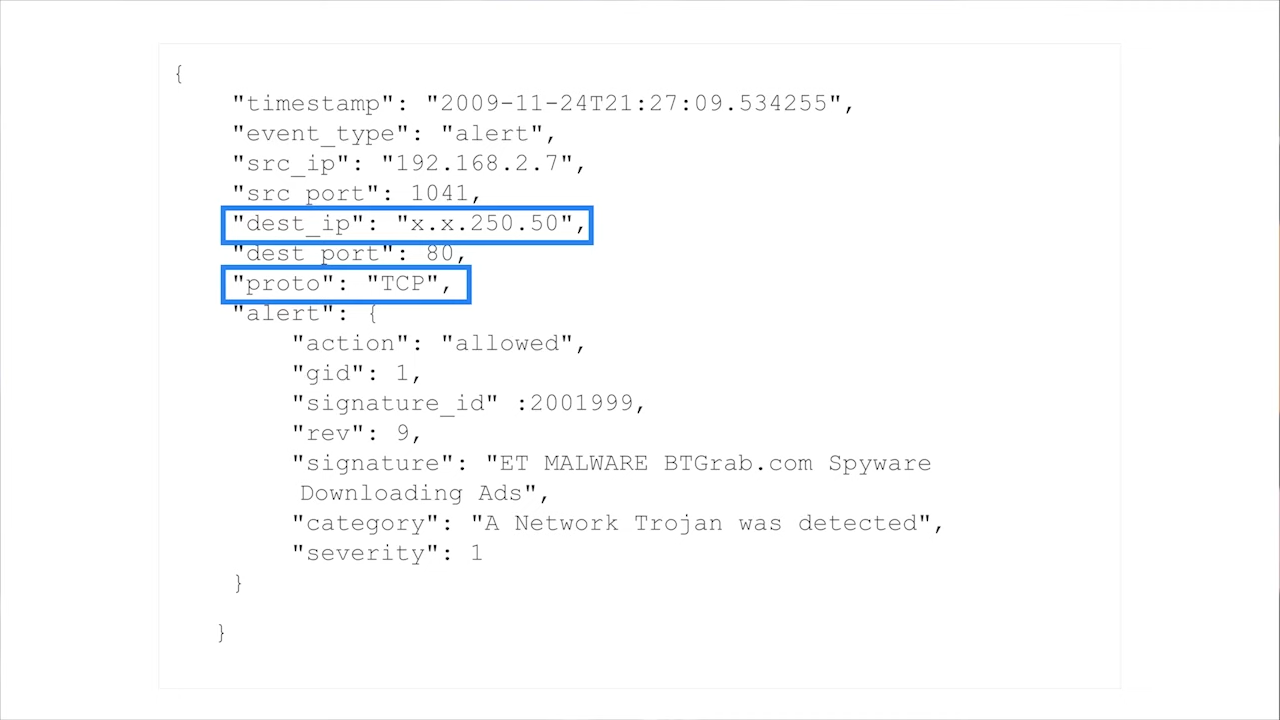 {
"timestamp": "2009-11-24T21:27:09.534255",
"event_type": "alert",
"src_ip": "192.168.2.7",
"src_port": 1041,
"dest_ip": "x.x.250.50",
"dest_port": 80,
"proto": "TCP",
"alert": {
"action": "allowed",
"gid": 1,
"signature_id" :2001999,
"rev": 9,
"signature": "ET MALWARE BTGrab.com Spyware
Downloading Ads",
"category": "A Network Trojan was detected",
"severity": 1
}
}